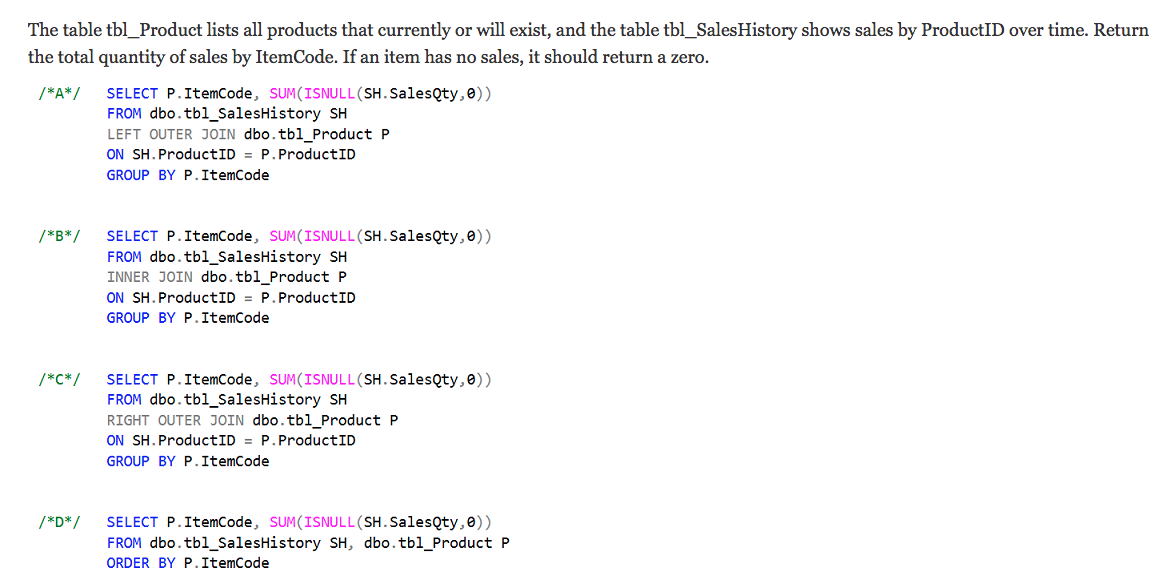 The table tbl_Product lists all products that currently or will exist, and the table tbl_SalesHistory shows sales by ProductID over time. Return
the total quantity of sales by ItemCode. If an item has no sales, it should return a zero.
/*A*/ SELECT P.ItemCode, SUM(ISNULL(SH.SalesQty,0))
FROM dbo.tbl_SalesHistory SH
LEFT OUTER JOIN dbo.tbl_Product P
ON SH.ProductID = P.ProductID
GROUP BY P.ItemCode
/*B*/ SELECT P.ItemCode, SUM(ISNULL(SH.SalesQty,0))
FROM dbo.tbl_SalesHistory SH
INNER JOIN dbo.tbl_Product P
ON SH.ProductID = P.ProductID
GROUP BY P.ItemCode
/*C*/ SELECT P.ItemCode, SUM(ISNULL(SH.SalesQty,0))
FROM dbo.tbl_SalesHistory SH
RIGHT OUTER JOIN dbo.tbl_Product P
ON SH.ProductID = P.ProductID
GROUP BY P.ItemCode
/*D*/ SELECT P.ItemCode, SUM(ISNULL(SH.SalesQty,0))
FROM dbo.tbl_SalesHistory SH, dbo.tbl_Product P
ORDER BY P.ItemCode